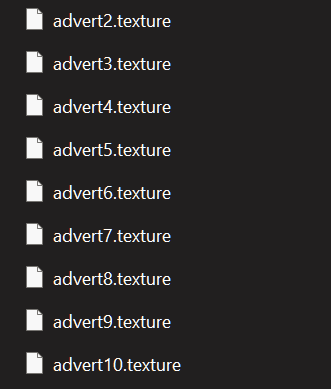 advert2.texture
advert3.texture
advert4.texture
advert5.texture
advert6.texture
advert7.texture
advert8.texture
advert9.texture
advert10.texture